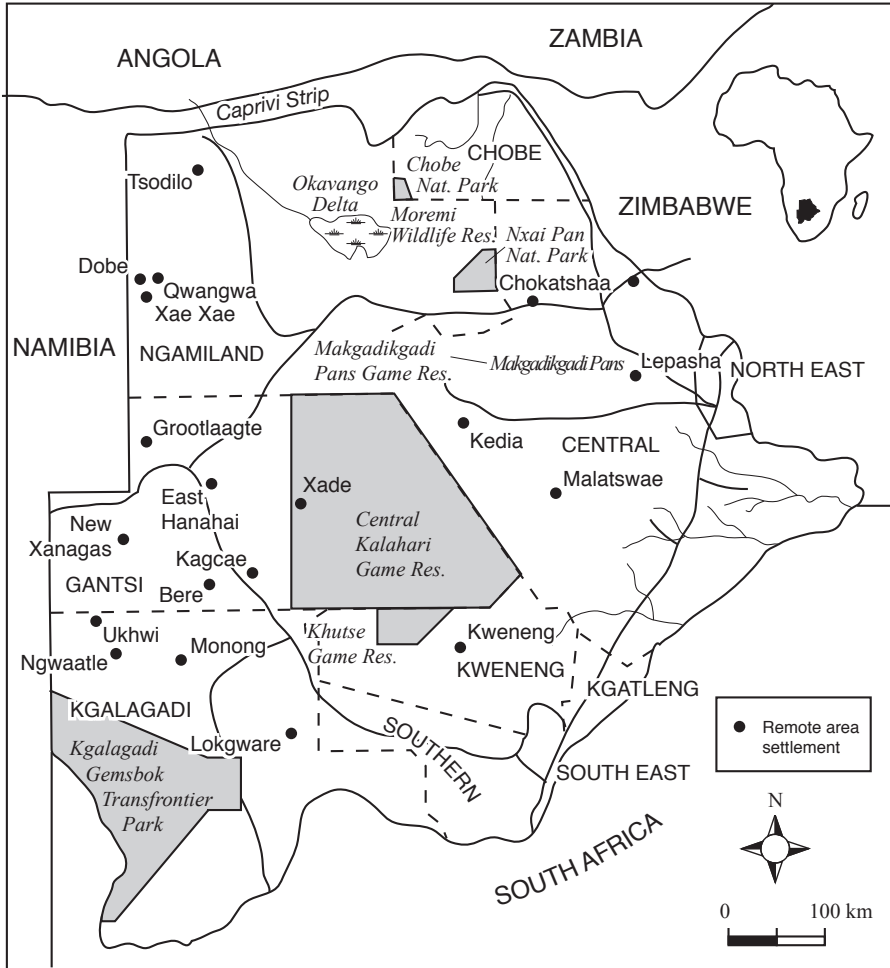 ZAMBIA
ANGOLA
Caprivi Strip
CHOBE
Chobe
Nat. Park
Tsodilo
Okavango
Delta
Moremi
Wildlife Res.
ZIMBABWE
Nxai Pan
Nat. Park
Dobe
Qwangwa
Xae Xae
Chokatshaa
NAMIBIA
NGAMILAND
Makgadikgadi
Pans Game Res.
Makgadikgadi Pans
Lepasha
NORTH EAST
Grootlaagte
Kedia
CENTRAL
Malatswae
Xade
East
Hanahai
Central
Kalahari
Game Res.
New
Xanagas
Kagcae
GANTSI
Bere
Ukhwi
Khutse
Game Res.
Kweneng
KWENENG
Ngwaatle
Monong
KGATLENG
KGALAGADI
Lokgware
SOUTHERN
SOUTH EAST
Kgalagadi
Gemsbok
Transfrontier
Park
SOUTH AFRICA
Remote area
settlement
N
0 100 km